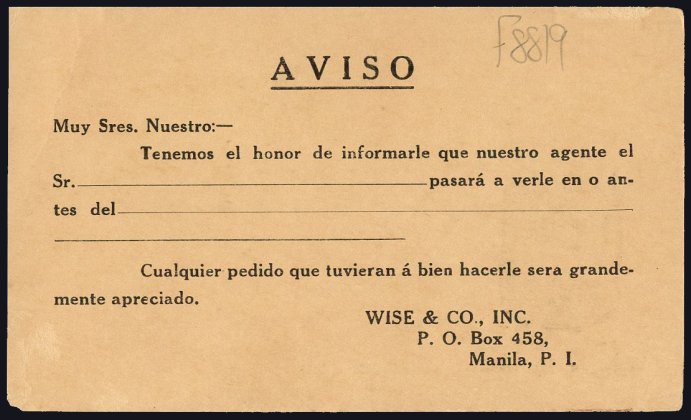 F8819
AVISO
Muy Sres. Nuestro:—
Tenemos el honor de informarle que nuestro agente el
Sr. pasará a verle en o an-
tes del
Cualquier pedido que tuvieran á bien hacerle sera grande-
mente apreciado.
WISE & CO., INC.
P. O. Box 458,
Manila, P. I.